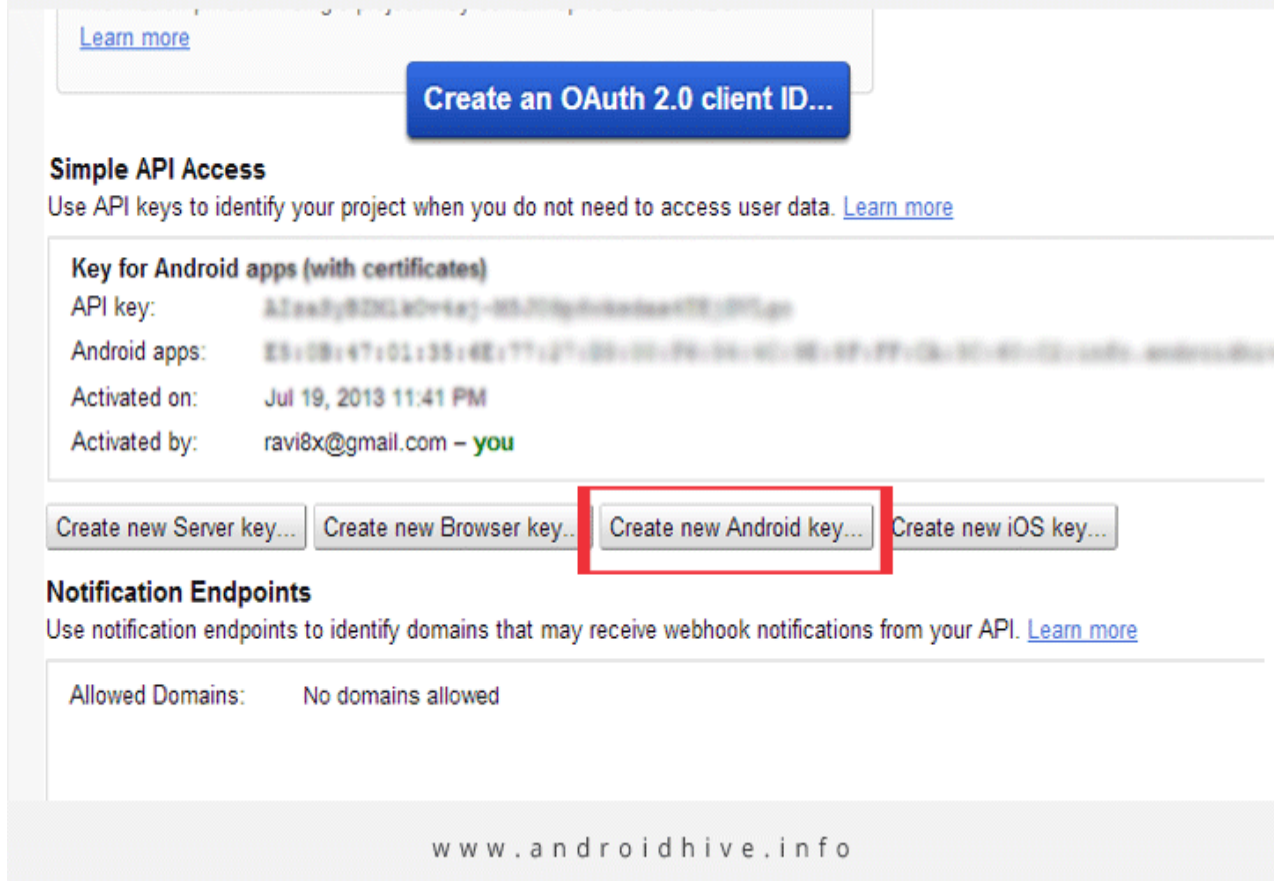 Learn more
Create an OAuth 2.0 client ID...
Simple API Access
Use API keys to identify your project when you do not need to access user data. Learn more
Key for Android apps (with certificates)
API key:
Android apps:
Activated on: Jul 19, 2013 11:41 PM
Activated by: ravi8x@gmail.com – you
Create new Server key... Create new Browser key... Create new Android key... Create new iOS key...
Notification Endpoints
Use notification endpoints to identify domains that may receive webhook notifications from your API. Learn more
Allowed Domains: No domains allowed
www.androidhive.info